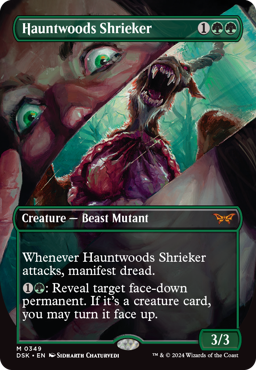 Hauntwoods Shrieker 1
Creature — Beast Mutant
Whenever Hauntwoods Shrieker
attacks, manifest dread.
1 : Reveal target face-down
permanent. If it's a creature card,
you may turn it face up.
3/3
M 0349
DSK • EN SIDHARTH CHATURVEDI
™ & © 2024 Wizards of the Coast